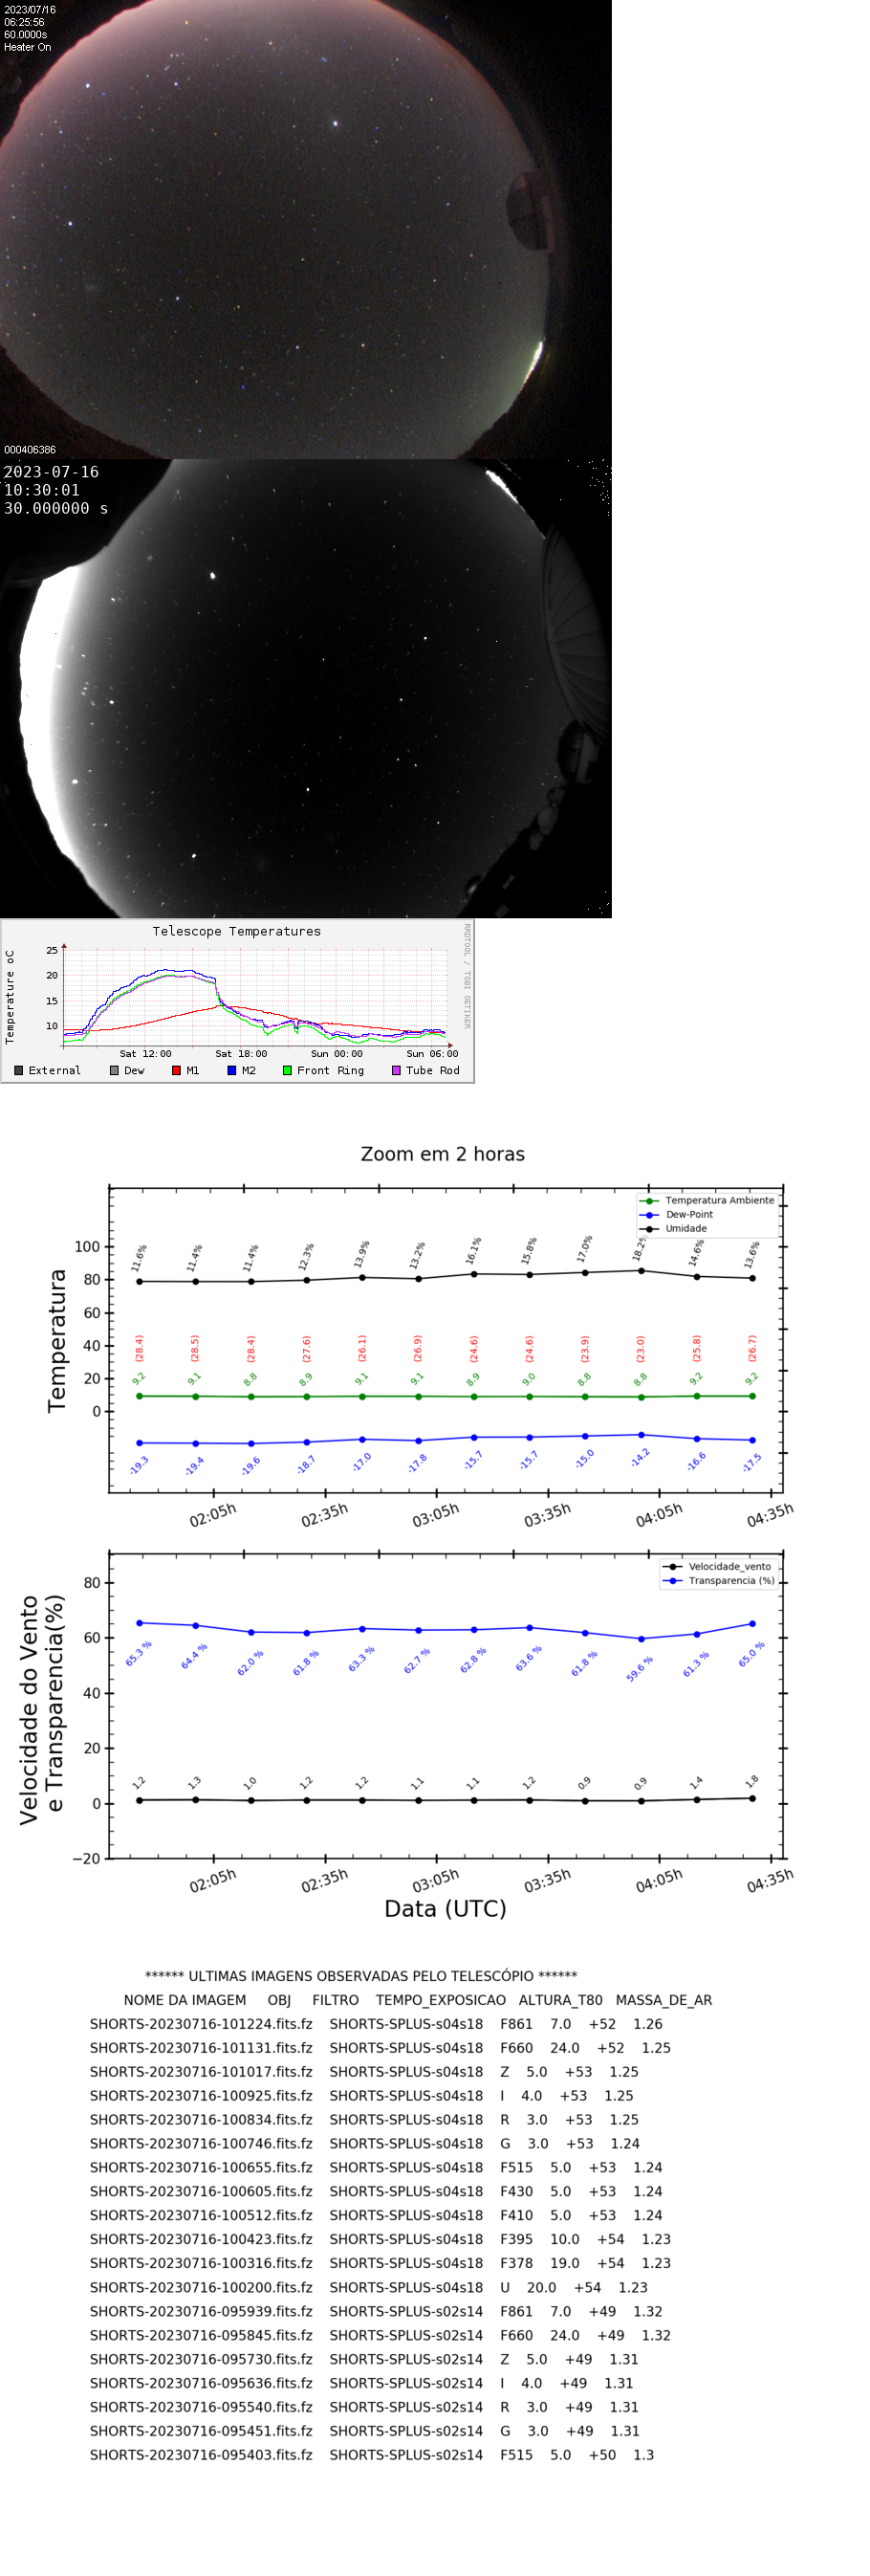 2023/07/16
06:25:56
60.0000s
Heater On
000406386
2023-07-16
10:30:01
30.000000 s
Telescope Temperatures
RRDTOOL / TOBI OETIKER
Temperature oC
25
20
15
10
Sat 12:00 Sat 18:00 Sun 00:00 Sun 06:00
External Dew M1 M2 Front Ring Tube Rod
Zoom em 2 horas
Temperatura Ambiente
Dew-Point
Umidade
Temperatura
100
80
60
40
20
0
11.6% 11.4% 11.4% 12.3% 13.9% 13.2% 16.1% 15.8% 17.0% 18.2% 14.6% 13.6%
(28.4) (28.5) (28.4) (27.6) (26.1) (26.9) (24.6) (24.6) (23.9) (23.0) (25.8) (26.7)
9.2 9.1 8.8 8.9 9.1 9.1 8.9 9.0 8.8 8.8 9.2 9.2
-19.3 -19.4 -19.6 -18.7 -17.0 -17.8 -15.7 -15.7 -15.0 -14.2 -16.6 -17.5
02:05h 02:35h 03:05h 03:35h 04:05h 04:35h
Velocidade_vento
Transparencia (%)
Velocidade do Vento
e Transparencia(%)
80
60
40
20
0
−20
65.3 % 64.4 % 62.0 % 61.8 % 63.3 % 62.7 % 62.8 % 63.6 % 61.8 % 59.6 % 61.3 % 65.0 %
1.2 1.3 1.0 1.2 1.2 1.1 1.1 1.2 0.9 0.9 1.4 1.8
02:05h 02:35h 03:05h 03:35h 04:05h 04:35h
Data (UTC)
****** ULTIMAS IMAGENS OBSERVADAS PELO TELESCÓPIO ******
NOME DA IMAGEM OBJ FILTRO TEMPO_EXPOSICAO ALTURA_T80 MASSA_DE_AR
SHORTS-20230716-101224.fits.fz SHORTS-SPLUS-s04s18 F861 7.0 +52 1.26
SHORTS-20230716-101131.fits.fz SHORTS-SPLUS-s04s18 F660 24.0 +52 1.25
SHORTS-20230716-101017.fits.fz SHORTS-SPLUS-s04s18 Z 5.0 +53 1.25
SHORTS-20230716-100925.fits.fz SHORTS-SPLUS-s04s18 I 4.0 +53 1.25
SHORTS-20230716-100834.fits.fz SHORTS-SPLUS-s04s18 R 3.0 +53 1.25
SHORTS-20230716-100746.fits.fz SHORTS-SPLUS-s04s18 G 3.0 +53 1.24
SHORTS-20230716-100655.fits.fz SHORTS-SPLUS-s04s18 F515 5.0 +53 1.24
SHORTS-20230716-100605.fits.fz SHORTS-SPLUS-s04s18 F430 5.0 +53 1.24
SHORTS-20230716-100512.fits.fz SHORTS-SPLUS-s04s18 F410 5.0 +53 1.24
SHORTS-20230716-100423.fits.fz SHORTS-SPLUS-s04s18 F395 10.0 +54 1.23
SHORTS-20230716-100316.fits.fz SHORTS-SPLUS-s04s18 F378 19.0 +54 1.23
SHORTS-20230716-100200.fits.fz SHORTS-SPLUS-s04s18 U 20.0 +54 1.23
SHORTS-20230716-095939.fits.fz SHORTS-SPLUS-s02s14 F861 7.0 +49 1.32
SHORTS-20230716-095845.fits.fz SHORTS-SPLUS-s02s14 F660 24.0 +49 1.32
SHORTS-20230716-095730.fits.fz SHORTS-SPLUS-s02s14 Z 5.0 +49 1.31
SHORTS-20230716-095636.fits.fz SHORTS-SPLUS-s02s14 I 4.0 +49 1.31
SHORTS-20230716-095540.fits.fz SHORTS-SPLUS-s02s14 R 3.0 +49 1.31
SHORTS-20230716-095451.fits.fz SHORTS-SPLUS-s02s14 G 3.0 +49 1.31
SHORTS-20230716-095403.fits.fz SHORTS-SPLUS-s02s14 F515 5.0 +50 1.3